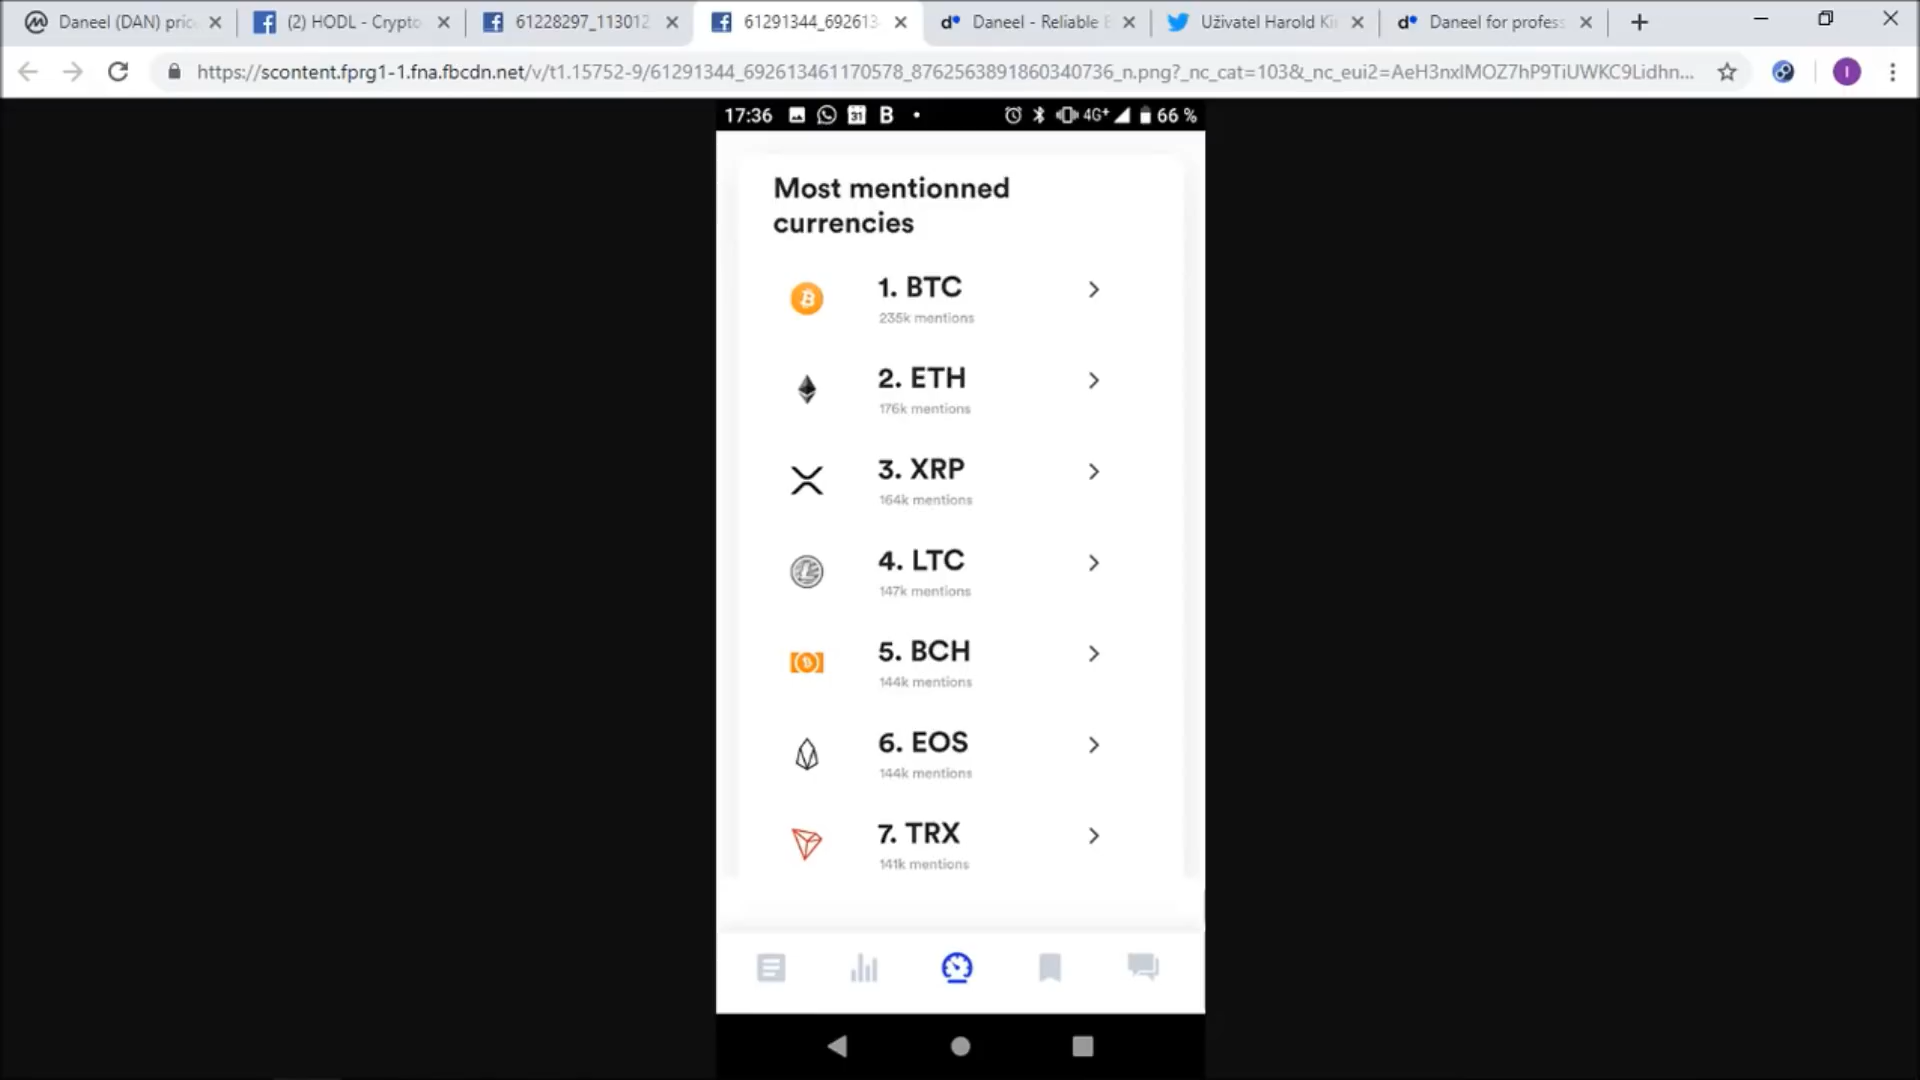 Daneel (DAN) pric
(2) HODL - Crypto
61228297_113012
61291344_69261
Daneel - Reliable
Uživatel Harold Ki
Daneel for profess
https://scontent.fprg1-1.fna.fbcdn.net/v/t1.15752-9/61291344_692613461170578_8762563891860340736_n.png?_nc_cat=103&_nc_eui2=AeH3nxlMOZ7hP9TiUWKC9Lidhn...
I
17:36 31 B 4G+ 66 %
Most mentionned
currencies
1. BTC
235k mentions
2. ETH
176k mentions
3. XRP
164k mentions
4. LTC
147k mentions
5. BCH
144k mentions
6. EOS
144k mentions
7. TRX
141k mentions